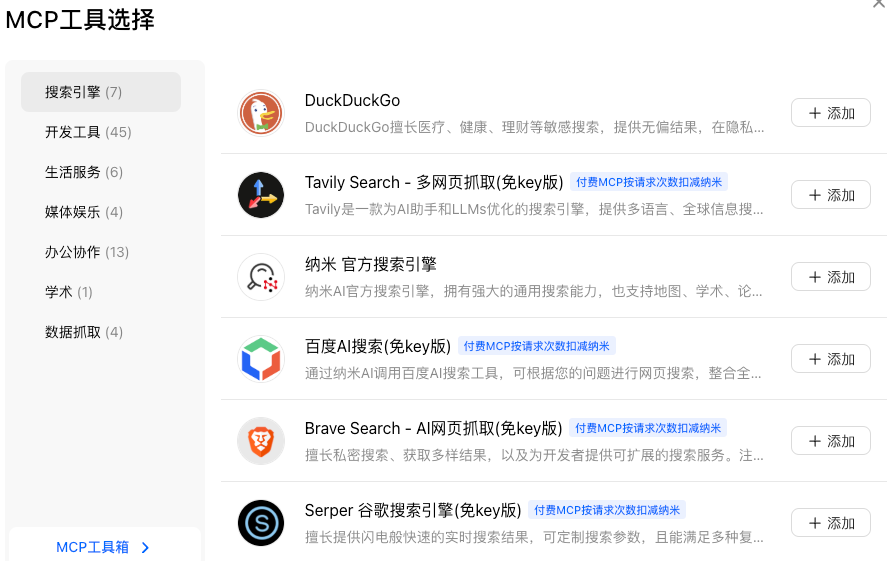 MCP工具选择
搜索引擎 (7)
开发工具 (45)
生活服务 (6)
媒体娱乐 (4)
办公协作 (13)
学术 (1)
数据抓取 (4)
MCP工具箱
DuckDuckGo
DuckDuckGo擅长医疗、健康、理财等敏感搜索，提供无偏结果，在隐私...
+ 添加
Tavily Search - 多网页抓取(免key版) 付费MCP按请求次数扣减纳米
Tavily是一款为AI助手和LLMs优化的搜索引擎，提供多语言、全球信息搜...
+ 添加
纳米 官方搜索引擎
纳米AI官方搜索引擎，拥有强大的通用搜索能力，也支持地图、学术、论...
+ 添加
百度AI搜索(免key版) 付费MCP按请求次数扣减纳米
通过纳米AI调用百度AI搜索工具，可根据您的问题进行网页搜索，整合全...
+ 添加
Brave Search - AI网页抓取(免key版) 付费MCP按请求次数扣减纳米
擅长私密搜索、获取多样结果，以及为开发者提供可扩展的搜索服务。注...
+ 添加
Serper 谷歌搜索引擎(免key版) 付费MCP按请求次数扣减纳米
擅长提供闪电般快速的实时搜索结果，可定制搜索参数，且能满足多种复...
+ 添加